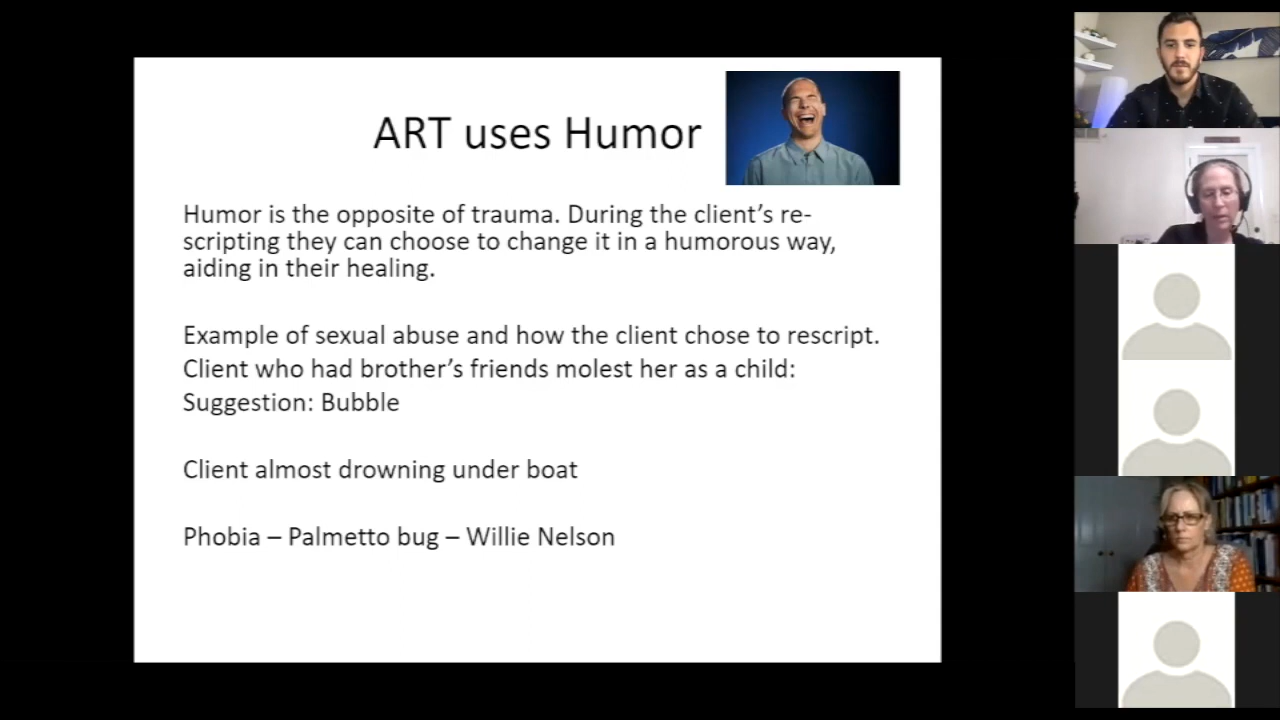 ART uses Humor
Humor is the opposite of trauma. During the client’s re-
scripting they can choose to change it in a humorous way,
aiding in their healing.
Example of sexual abuse and how the client chose to rescript.
Client who had brother’s friends molest her as a child:
Suggestion: Bubble
Client almost drowning under boat
Phobia – Palmetto bug – Willie Nelson